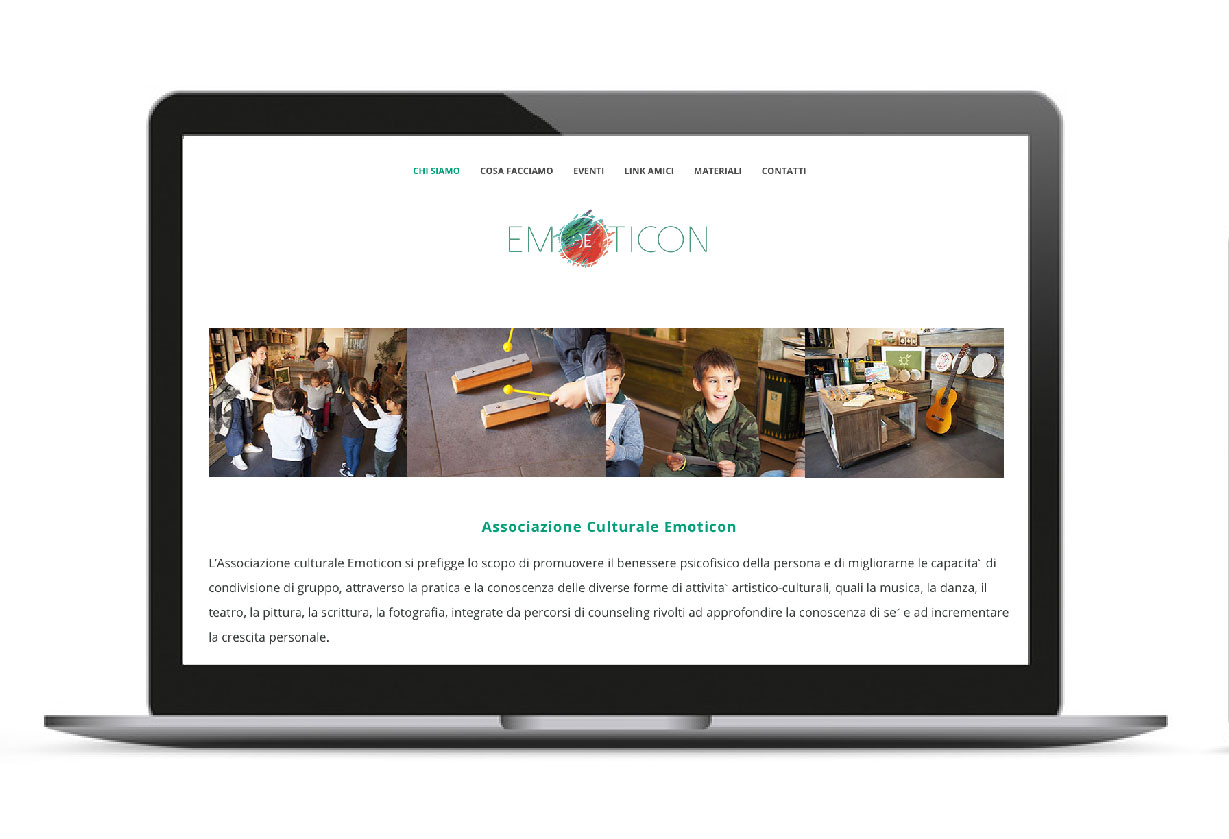 CHI SIAMO COSA FACCIAMO EVENTI LINK AMICI MATERIALI CONTATTI
EMOTICON
Associazione Culturale Emoticon
L'Associazione culturale Emoticon si prefigge lo scopo di promuovere il benessere psicofisico della persona e di migliorarne le capacita` di
condivisione di gruppo, attraverso la pratica e la conoscenza delle diverse forme di attivita` artistico-culturali, quali la musica, la danza, il
teatro, la pittura, la scrittura, la fotografia, integrate da percorsi di counseling rivolti ad approfondire la conoscenza di se´ e ad incrementare
la crescita personale.